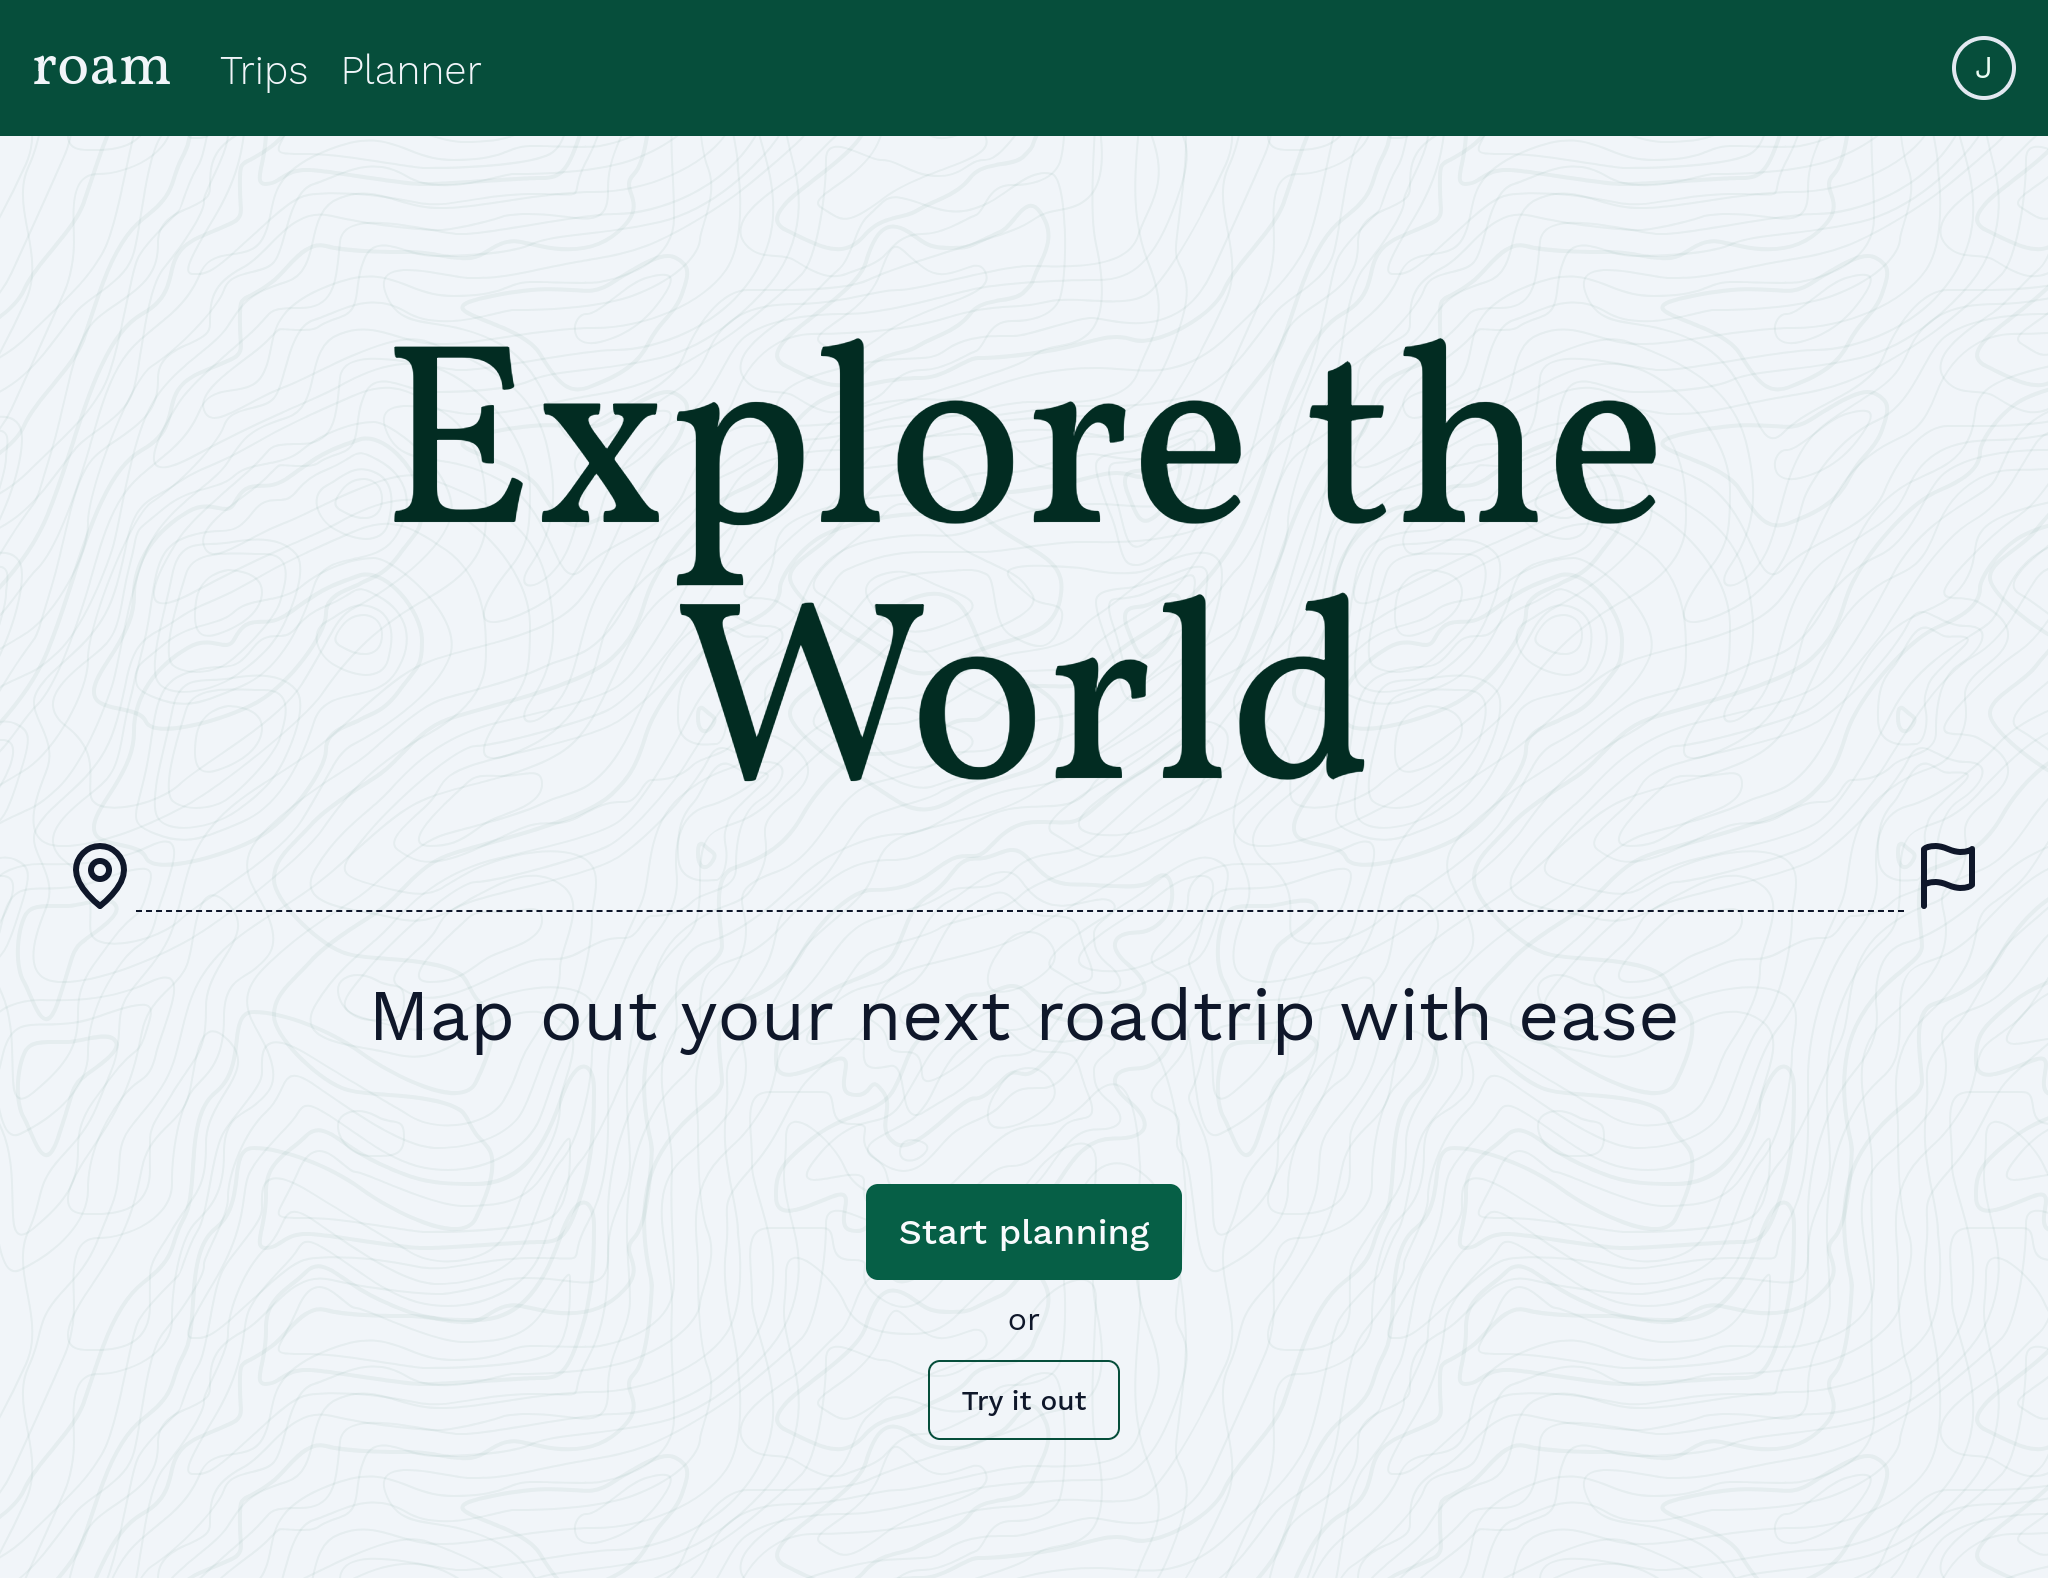 roam Trips Planner J
Explore the
World
Map out your next roadtrip with ease
Start planning
or
Try it out